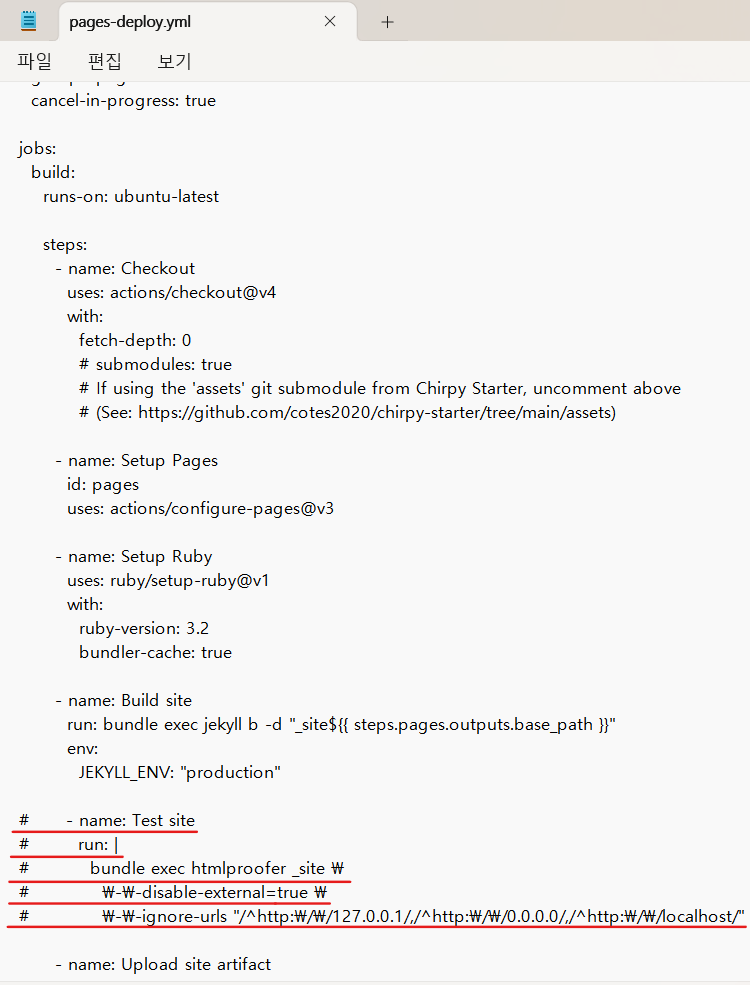 pages-deploy.yml
파일 편집 보기
cancel-in-progress: true
jobs:
build:
runs-on: ubuntu-latest
steps:
- name: Checkout
uses: actions/checkout@v4
with:
fetch-depth: 0
# submodules: true
# If using the 'assets' git submodule from Chirpy Starter, uncomment above
# (See: https://github.com/cotes2020/chirpy-starter/tree/main/assets)
- name: Setup Pages
id: pages
uses: actions/configure-pages@v3
- name: Setup Ruby
uses: ruby/setup-ruby@v1
with:
ruby-version: 3.2
bundler-cache: true
- name: Build site
run: bundle exec jekyll b -d "_site${{ steps.pages.outputs.base_path }}"
env:
JEKYLL_ENV: "production"
# - name: Test site
# run: |
# bundle exec htmlproofer _site ₩
# ₩-₩-disable-external=true ₩
# ₩-₩-ignore-urls "/^http:₩/₩/127.0.0.1/,/^http:₩/₩/0.0.0.0/,/^http:₩/₩/localhost/"
- name: Upload site artifact